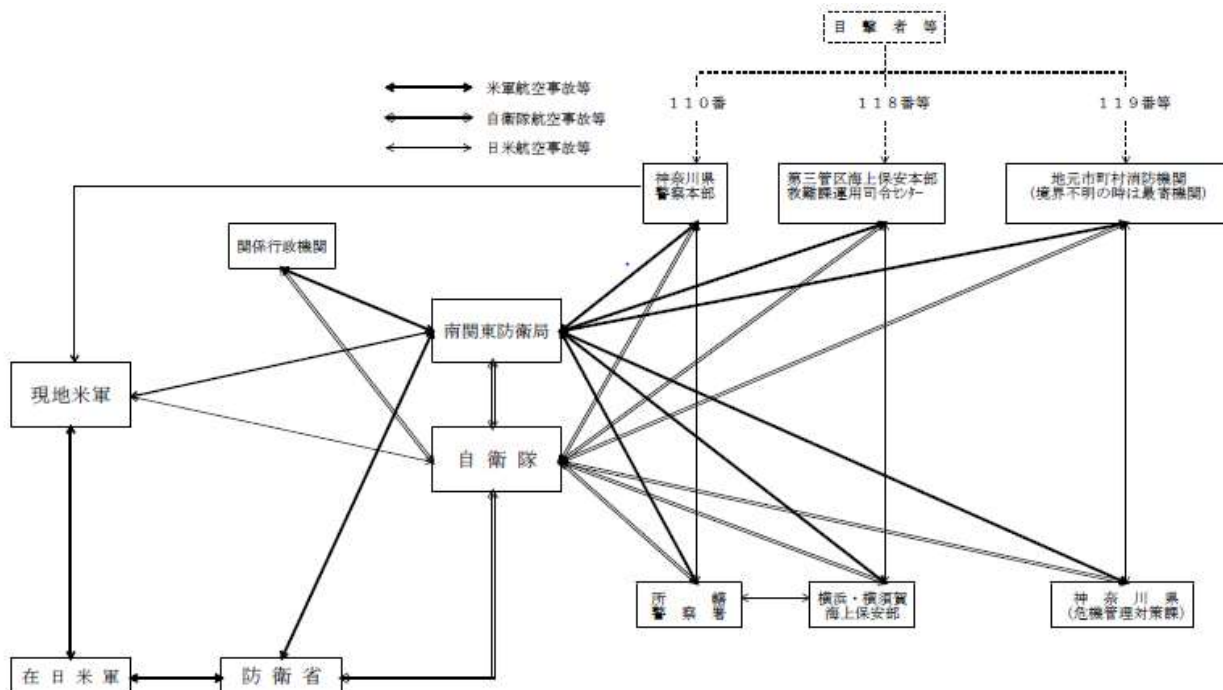 目 撃 者 等
米軍航空事故等
自衛隊航空事故等
日米航空事故等
１１０番
１１８番等
１１９番等
神奈川県
警察本部
第三管区海上保安本部
救難課運用司令ｾﾝﾀｰ
地元市町村消防機関
(境界不明の時は最寄機関)
関係行政機関
南関東防衛局
現地米軍
自 衛 隊
所 轄
警 察 署
横浜・横須賀
海上保安部
神 奈 川 県
(危機管理対策課)
在 日 米 軍
防 衛 省